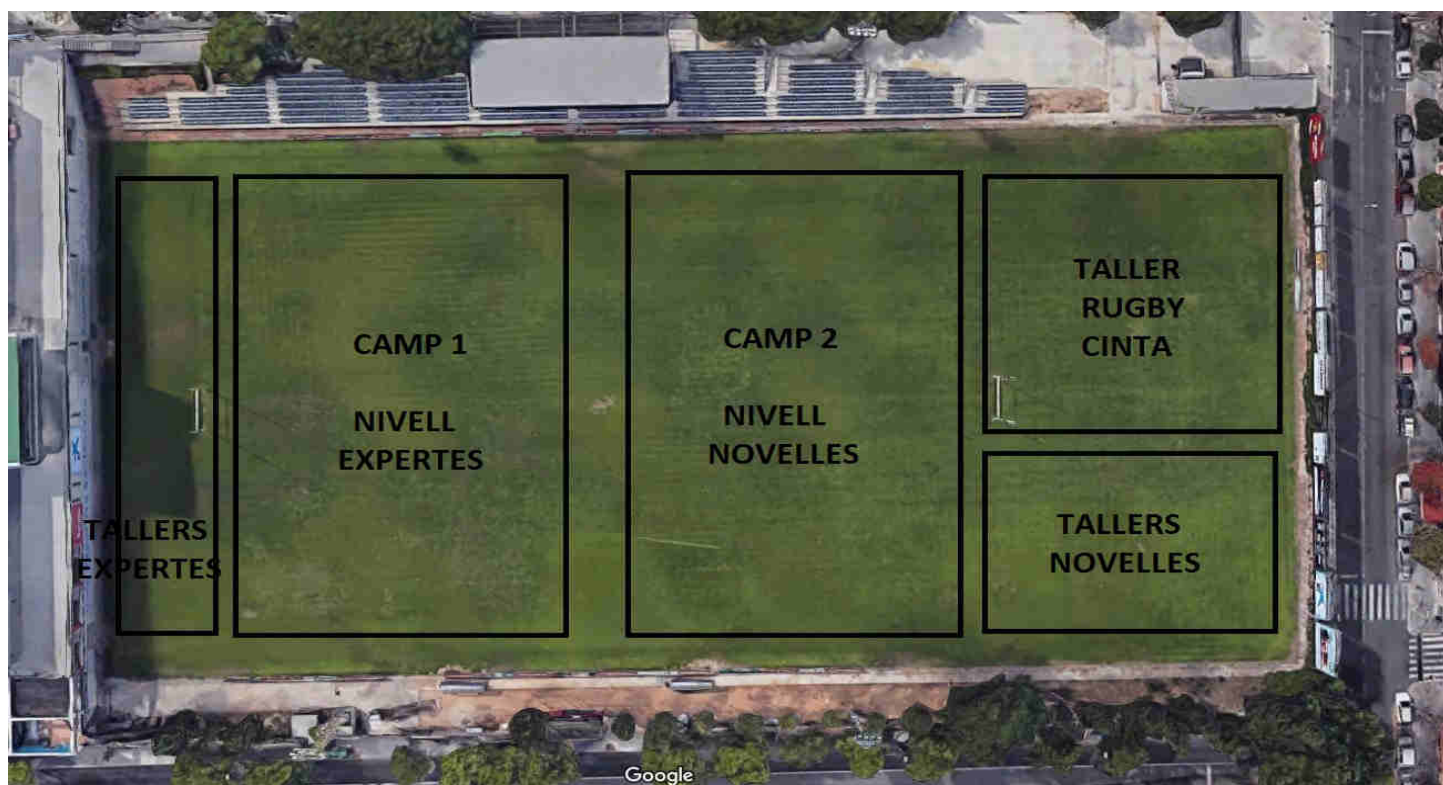 TALLERS
EXPERTES
CAMP 1
NIVELL
EXPERTES
CAMP 2
NIVELL
NOVELLES
TALLER
RUGBY
CINTA
TALLERS
NOVELLES
Google